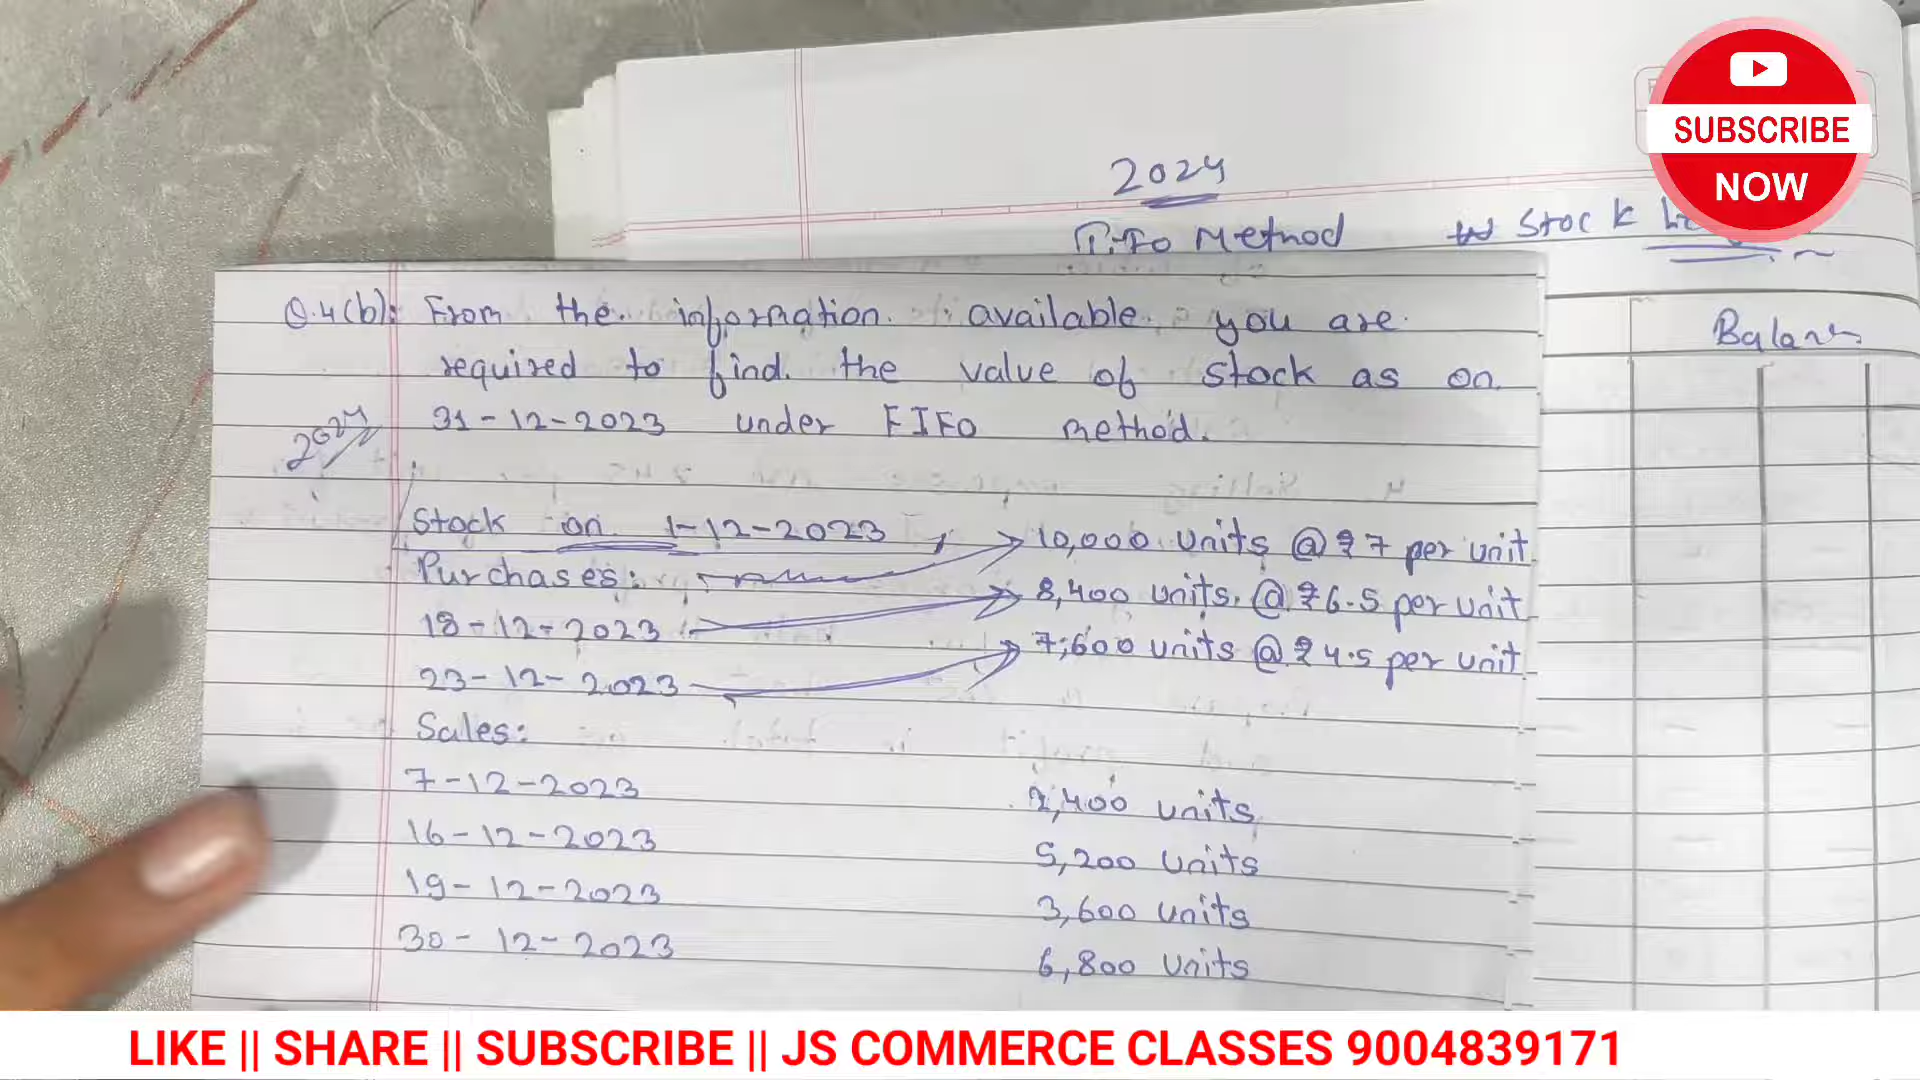 SUBSCRIBE
NOW
2024
FIFO Method Stock
Balance
Q.4(b): From the information available you are
required to find the value of stock as on
31-12-2023 under FIFO method.
2024
Stock on 1-12-2023 10,000 units @ ₹7 per unit
Purchases:
18-12-2023 8,400 units @ ₹6.5 per unit
23-12-2023 7,600 units @ ₹4.5 per unit
Sales:
7-12-2023 2,400 units
16-12-2023 5,200 units
19-12-2023 3,600 units
30-12-2023 6,800 units
LIKE || SHARE || SUBSCRIBE || JS COMMERCE CLASSES 9004839171